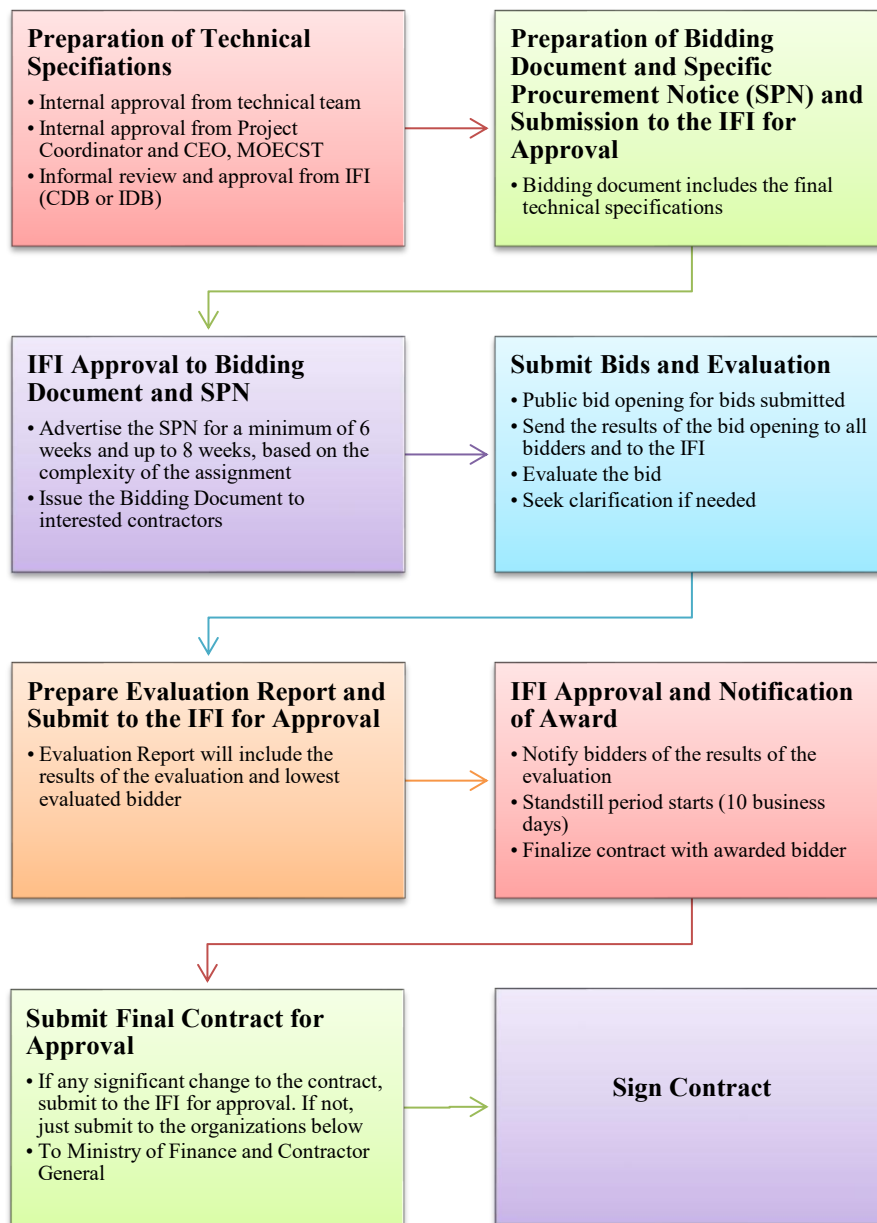 Preparation of Technical
Specifiations
• Internal approval from technical team
• Internal approval from Project
Coordinator and CEO, MOECST
• Informal review and approval from IFI
(CDB or IDB)
Preparation of Bidding
Document and Specific
Procurement Notice (SPN) and
Submission to the IFI for
Approval
• Bidding document includes the final
technical specifications
IFI Approval to Bidding
Document and SPN
• Advertise the SPN for a minimum of 6
weeks and up to 8 weeks, based on the
complexity of the assignment
• Issue the Bidding Document to
interested contractors
Submit Bids and Evaluation
• Public bid opening for bids submitted
• Send the results of the bid opening to all
bidders and to the IFI
• Evaluate the bid
• Seek clarification if needed
Prepare Evaluation Report and
Submit to the IFI for Approval
• Evaluation Report will include the
results of the evaluation and lowest
evaluated bidder
IFI Approval and Notification
of Award
• Notify bidders of the results of the
evaluation
• Standstill period starts (10 business
days)
• Finalize contract with awarded bidder
Submit Final Contract for
Approval
• If any significant change to the contract,
submit to the IFI for approval. If not,
just submit to the organizations below
• To Ministry of Finance and Contractor
General
Sign Contract